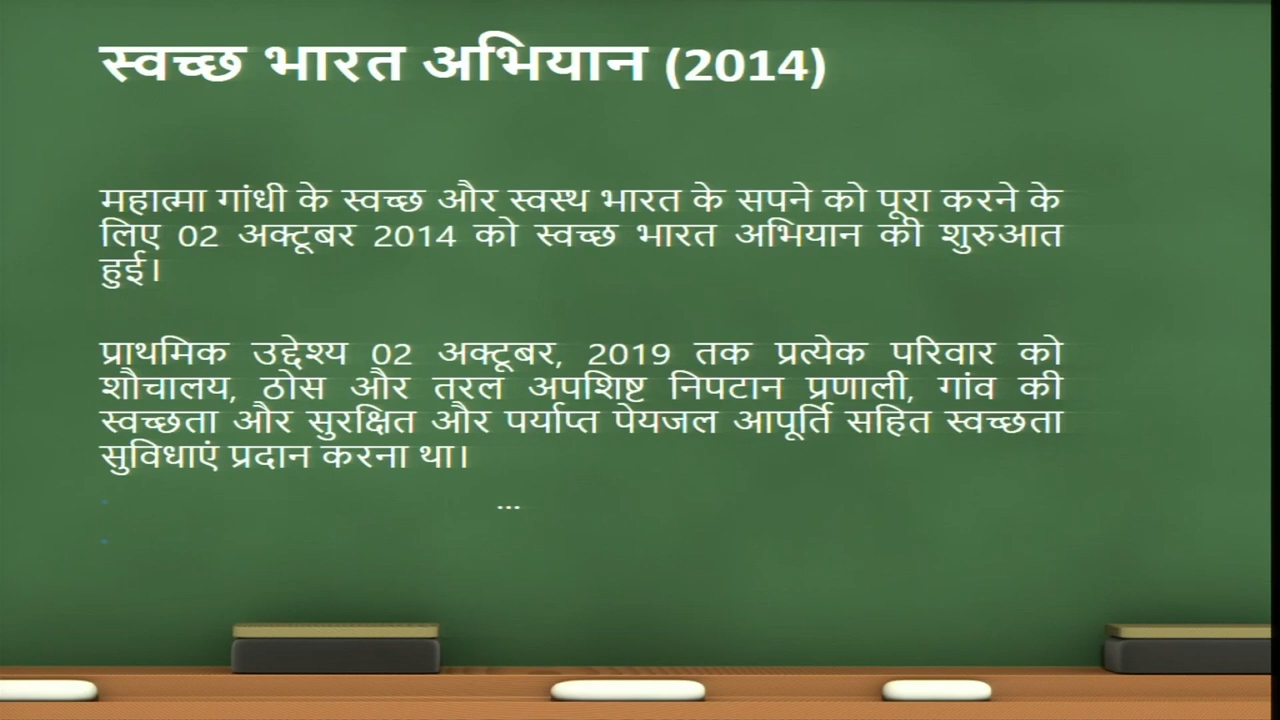 स्वच्छ भारत अभियान (2014)
महात्मा गांधी के स्वच्छ और स्वस्थ भारत के सपने को पूरा करने के
लिए 02 अक्टूबर 2014 को स्वच्छ भारत अभियान की शुरुआत
हुई।
प्राथमिक उद्देश्य 02 अक्टूबर, 2019 तक प्रत्येक परिवार को
शौचालय, ठोस और तरल अपशिष्ट निपटान प्रणाली, गांव की
स्वच्छता और सुरक्षित और पर्याप्त पेयजल आपूर्ति सहित स्वच्छता
सुविधाएं प्रदान करना था।
...